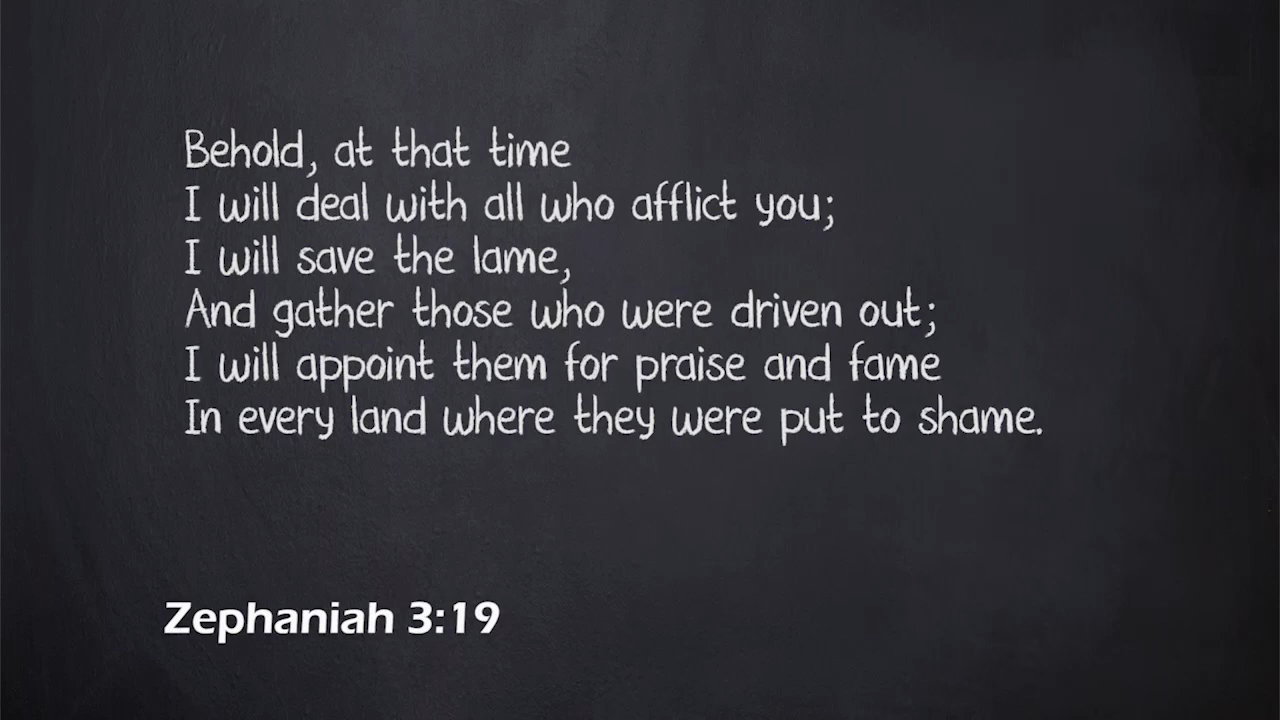 Behold, at that time
I will deal with all who afflict you;
I will save the lame,
And gather those who were driven out;
I will appoint them for praise and fame
In every land where they were put to shame.
Zephaniah 3:19